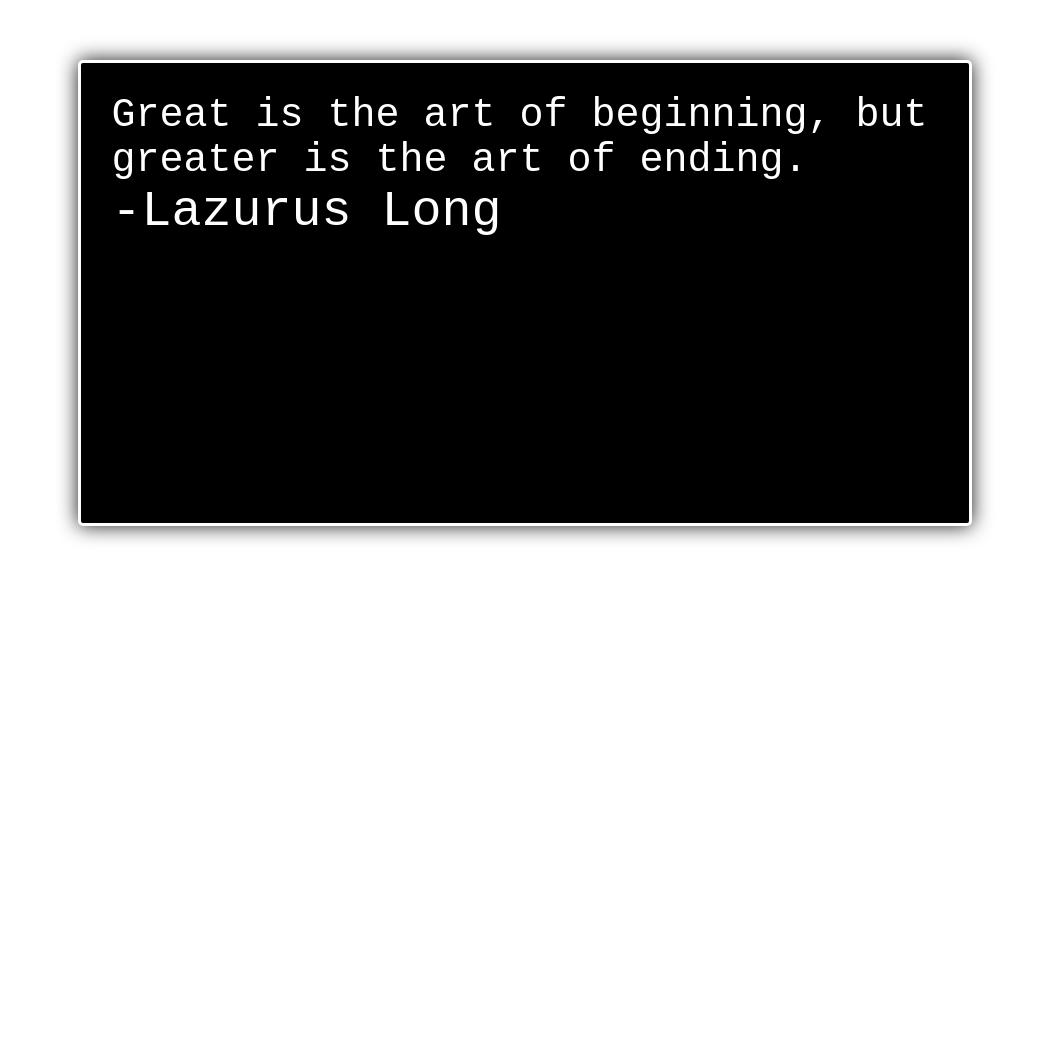 Great is the art of beginning, but
greater is the art of ending.
-Lazurus Long